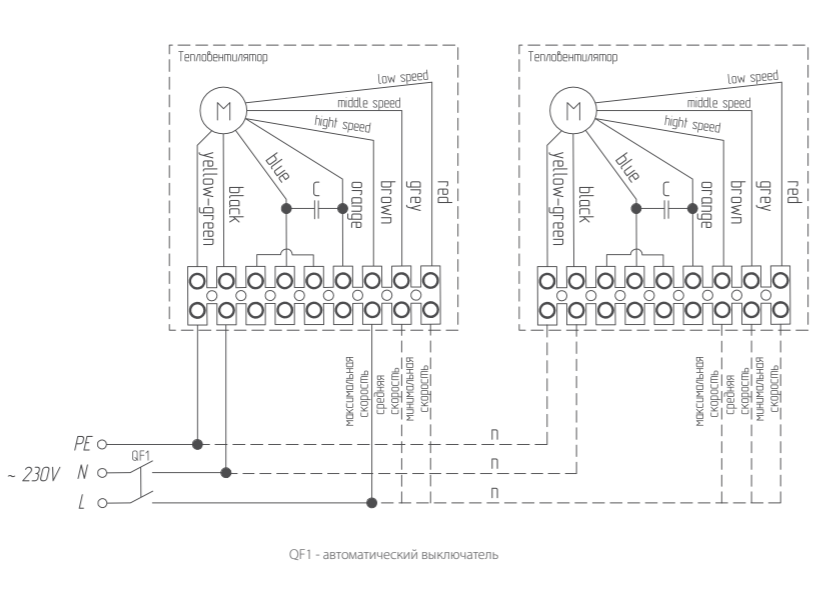 Тепловентилятор
M
low speed
middle speed
hight speed
yellow-green
black
blue
C
orange
brown
grey
red
максимальная
скорость
средняя
скорость
минимальная
скорость
Тепловентилятор
M
low speed
middle speed
hight speed
yellow-green
black
blue
C
orange
brown
grey
red
максимальная
скорость
средняя
скорость
минимальная
скорость
PE
n
QF1
~ 230V N
n
L
n
QF1 - автоматический выключатель